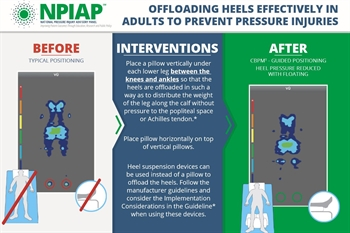 NPIAP
NATIONAL PRESSURE INJURY ADVISORY PANEL
OFFLOADING HEELS EFFECTIVELY IN
ADULTS TO PREVENT PRESSURE INJURIES
BEFORE
TYPICAL POSITIONING
INTERVENTIONS
Place a pillow vertically under
each lower leg between the
knees and ankles so that the
heels are offloaded in such a
way as to distribute the weight
of the leg along the calf without
pressure to the popliteal space
or Achilles tendon.*
Place pillow horizontally on top
of vertical pillows.
Heel suspension devices can
be used instead of a pillow to
offload the heels. Follow the
manufacturer guidelines and
consider the Implementation
Considerations in the Guideline*
when using these devices.
AFTER
CBPM - GUIDED POSITIONING
HEEL PRESSURE REDUCED
WITH FLOATING